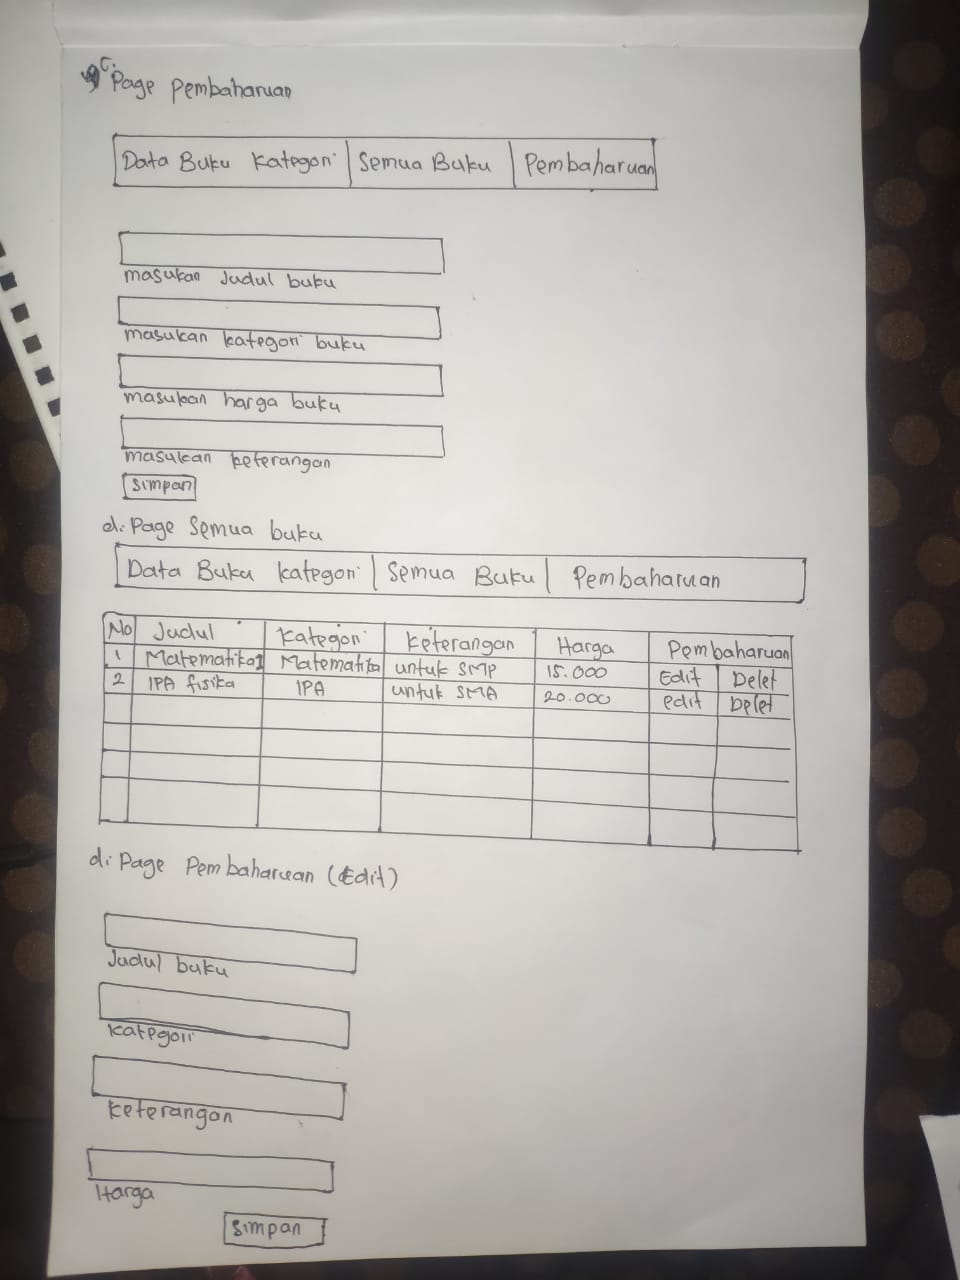 c. Page Pembaharuan
Data Buku Kategori Semua Buku Pembaharuan
masukan Judul buku
masukan kategori buku
masukan harga buku
masukan keterangan
Simpan
d. Page Semua buku
Data Buku kategori Semua Buku Pembaharuan
No Judul Kategori Keterangan Harga Pembaharuan
1 Matematika 1 Matematika untuk SMP 15.000 Edit Delet
2 IPA fisika IPA untuk SMA 20.000 edit Delet
d. Page Pembaharuan (Edit)
Judul buku
Kategori
Keterangan
Harga
Simpan